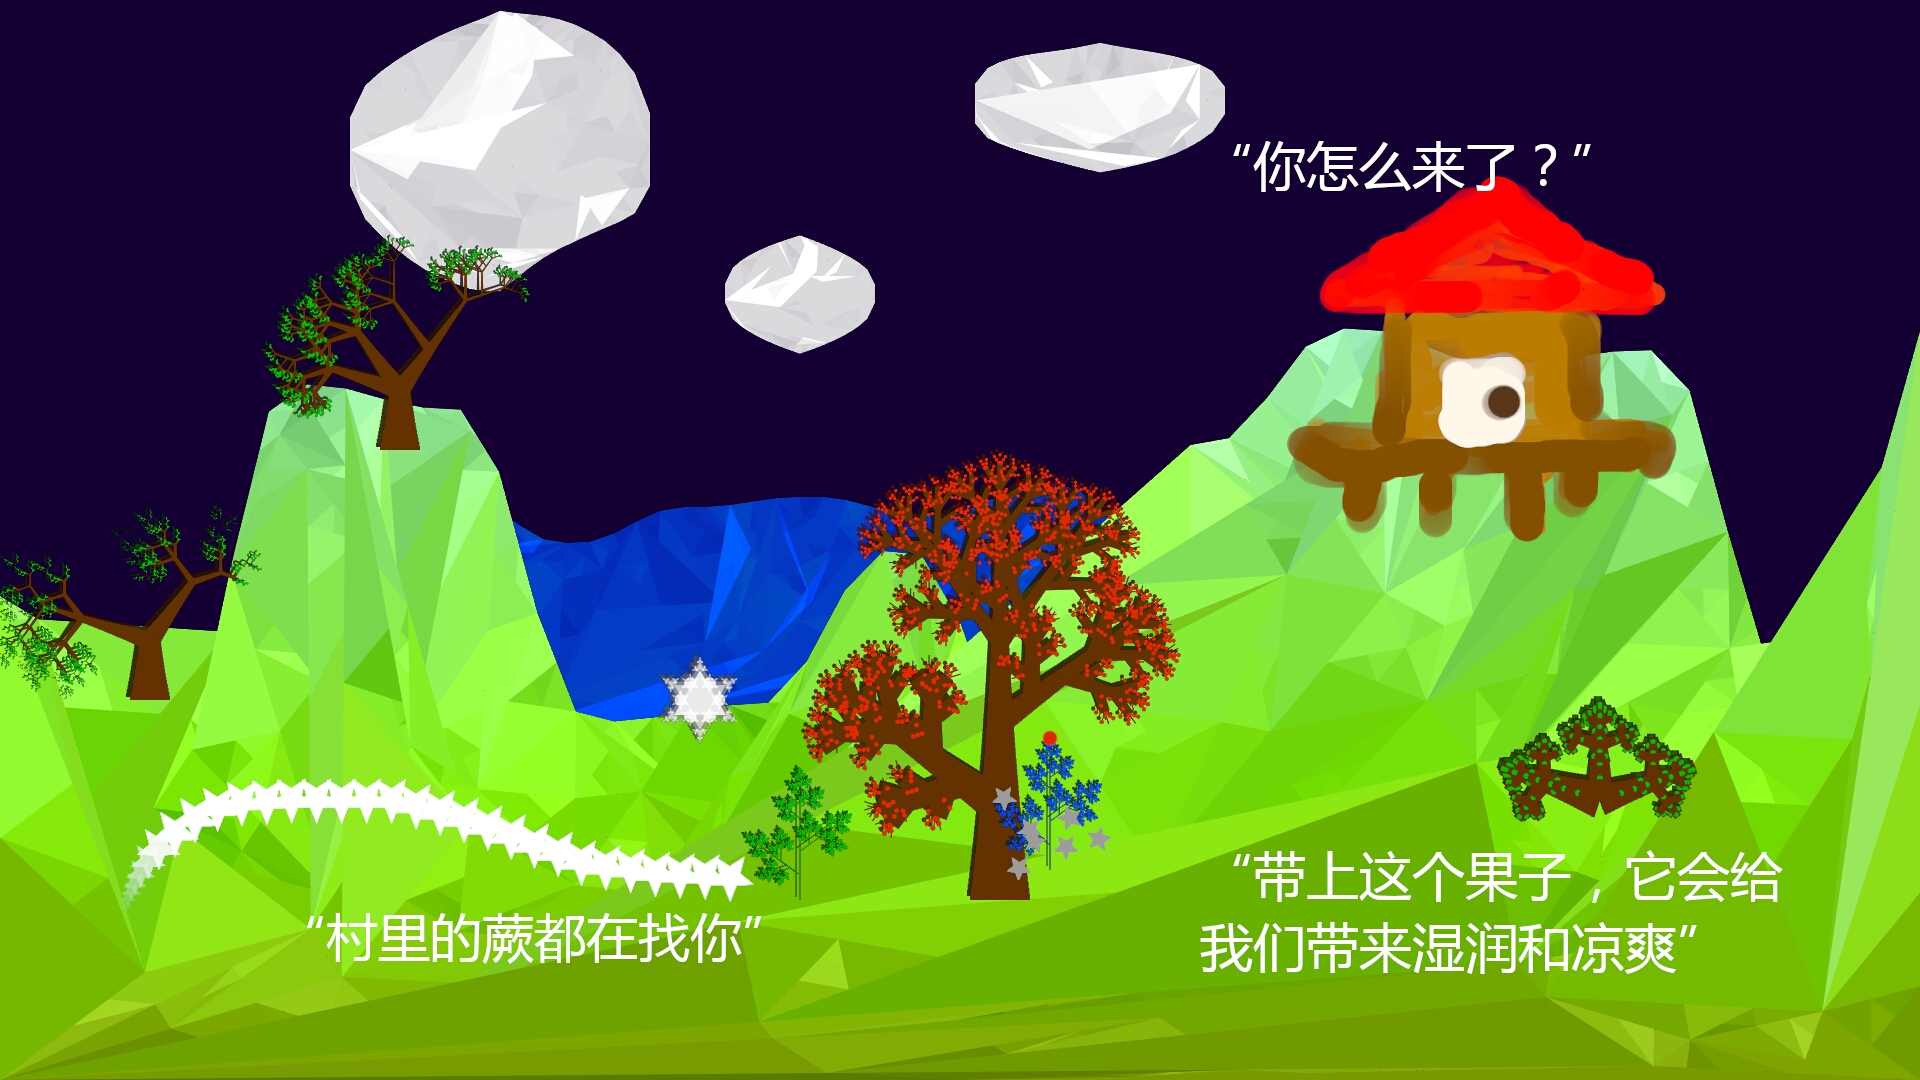 “你怎么来了？”
“村里的蕨都在找你”
“带上这个果子，它会给
我们带来湿润和凉爽”